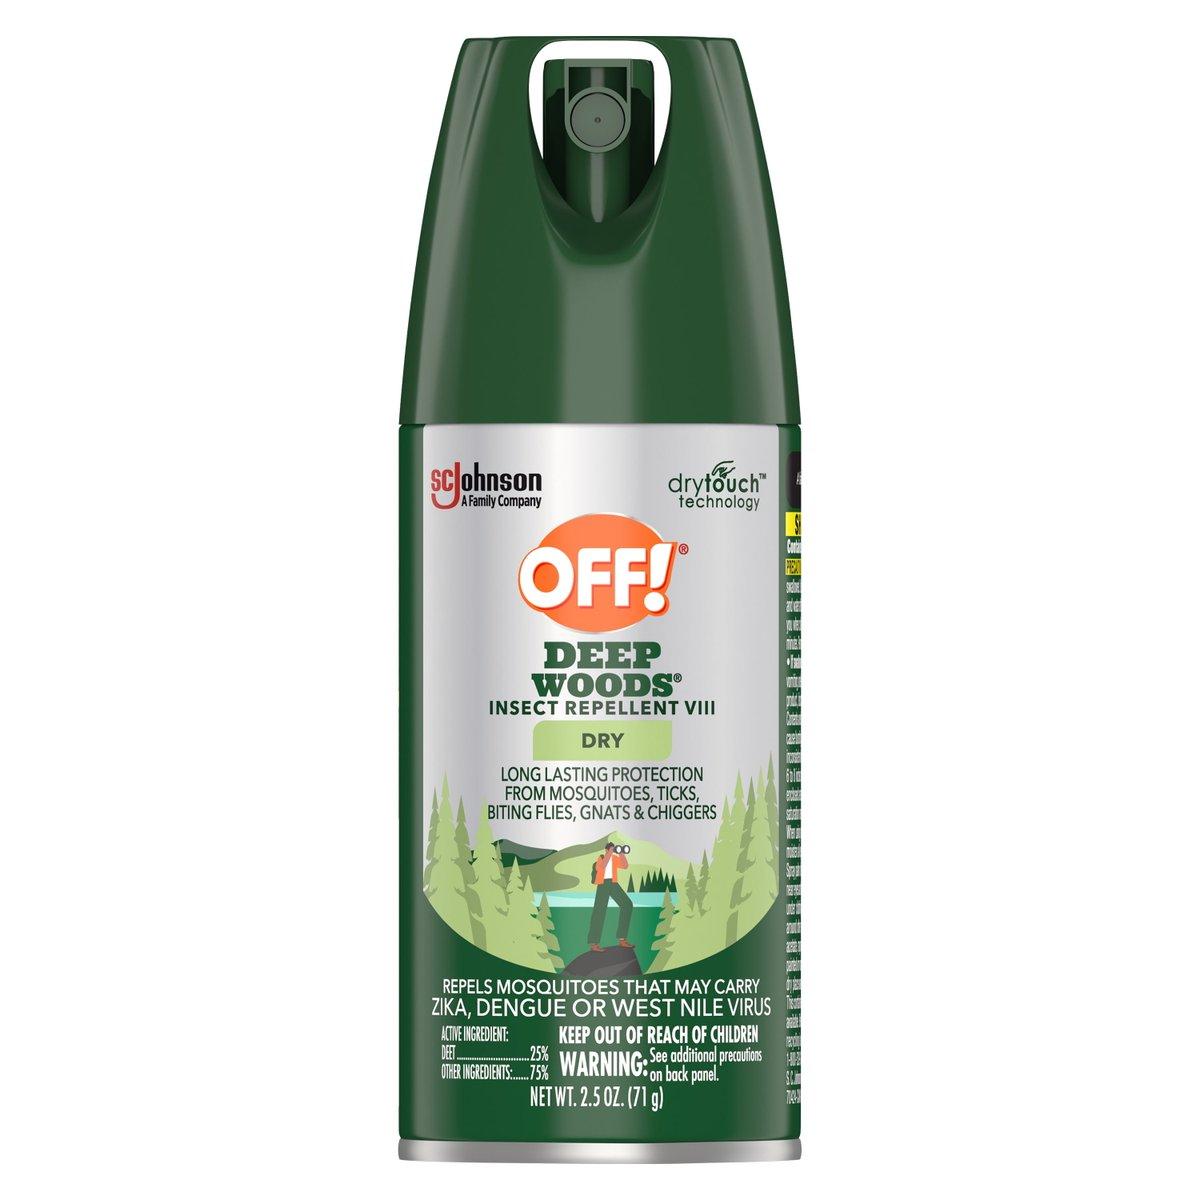 SC Johnson
A Family Company
drytouch™
technology
OFF!®
DEEP
WOODS®
INSECT REPELLENT VIII
DRY
LONG LASTING PROTECTION
FROM MOSQUITOES, TICKS,
BITING FLIES, GNATS & CHIGGERS
REPELS MOSQUITOES THAT MAY CARRY
ZIKA, DENGUE OR WEST NILE VIRUS
ACTIVE INGREDIENT:
DEET..............................25%
OTHER INGREDIENTS:......75%
KEEP OUT OF REACH OF CHILDREN
WARNING: See additional precautions
on back panel.
NET WT. 2.5 OZ. (71 g)